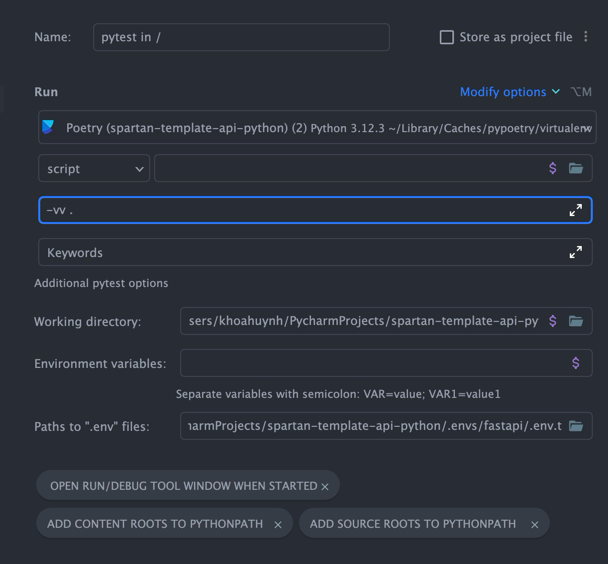 Name: pytest in / Store as project file
Run Modify options ⌥M
Poetry (spartan-template-api-python) (2) Python 3.12.3 ~/Library/Caches/pypoetry/virtualenv
script $
-vv .
Keywords
Additional pytest options
Working directory: sers/khoahuynh/PycharmProjects/spartan-template-api-py $
Environment variables: $
Separate variables with semicolon: VAR=value; VAR1=value1
Paths to ".env" files: armProjects/spartan-template-api-python/.envs/fastapi/.env.t
OPEN RUN/DEBUG TOOL WINDOW WHEN STARTED ×
ADD CONTENT ROOTS TO PYTHONPATH × ADD SOURCE ROOTS TO PYTHONPATH ×